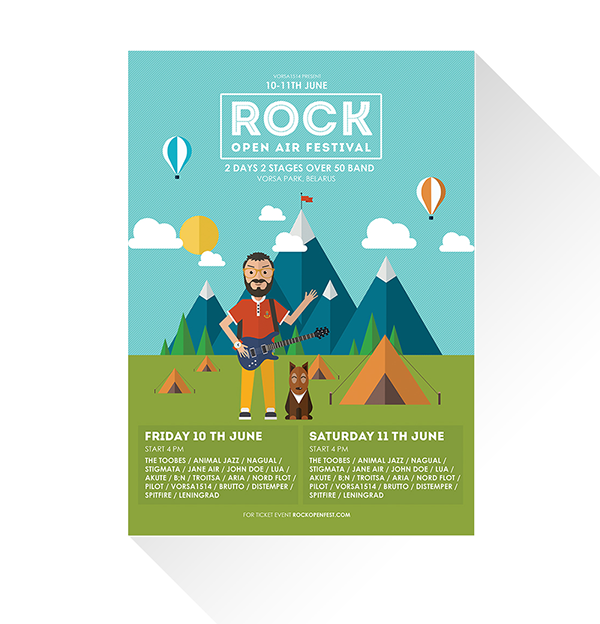 VORSA1514 PRESENT
10-11TH JUNE
ROCK
OPEN AIR FESTIVAL
2 DAYS 2 STAGES OVER 50 BAND
VORSA PARK, BELARUS
FRIDAY 10 TH JUNE
START 4 PM
THE TOOBES / ANIMAL JAZZ / NAGUAL /
STIGMATA / JANE AIR / JOHN DOE / LUA /
AKUTE / B:N / TROITSA / ARIA / NORD FLOT /
PILOT / VORSA1514 / BRUTTO / DISTEMPER /
SPITFIRE / LENINGRAD
SATURDAY 11 TH JUNE
START 4 PM
THE TOOBES / ANIMAL JAZZ / NAGUAL /
STIGMATA / JANE AIR / JOHN DOE / LUA /
AKUTE / B:N / TROITSA / ARIA / NORD FLOT /
PILOT / VORSA1514 / BRUTTO / DISTEMPER /
SPITFIRE / LENINGRAD
FOR TICKET EVENT ROCKOPENFEST.COM